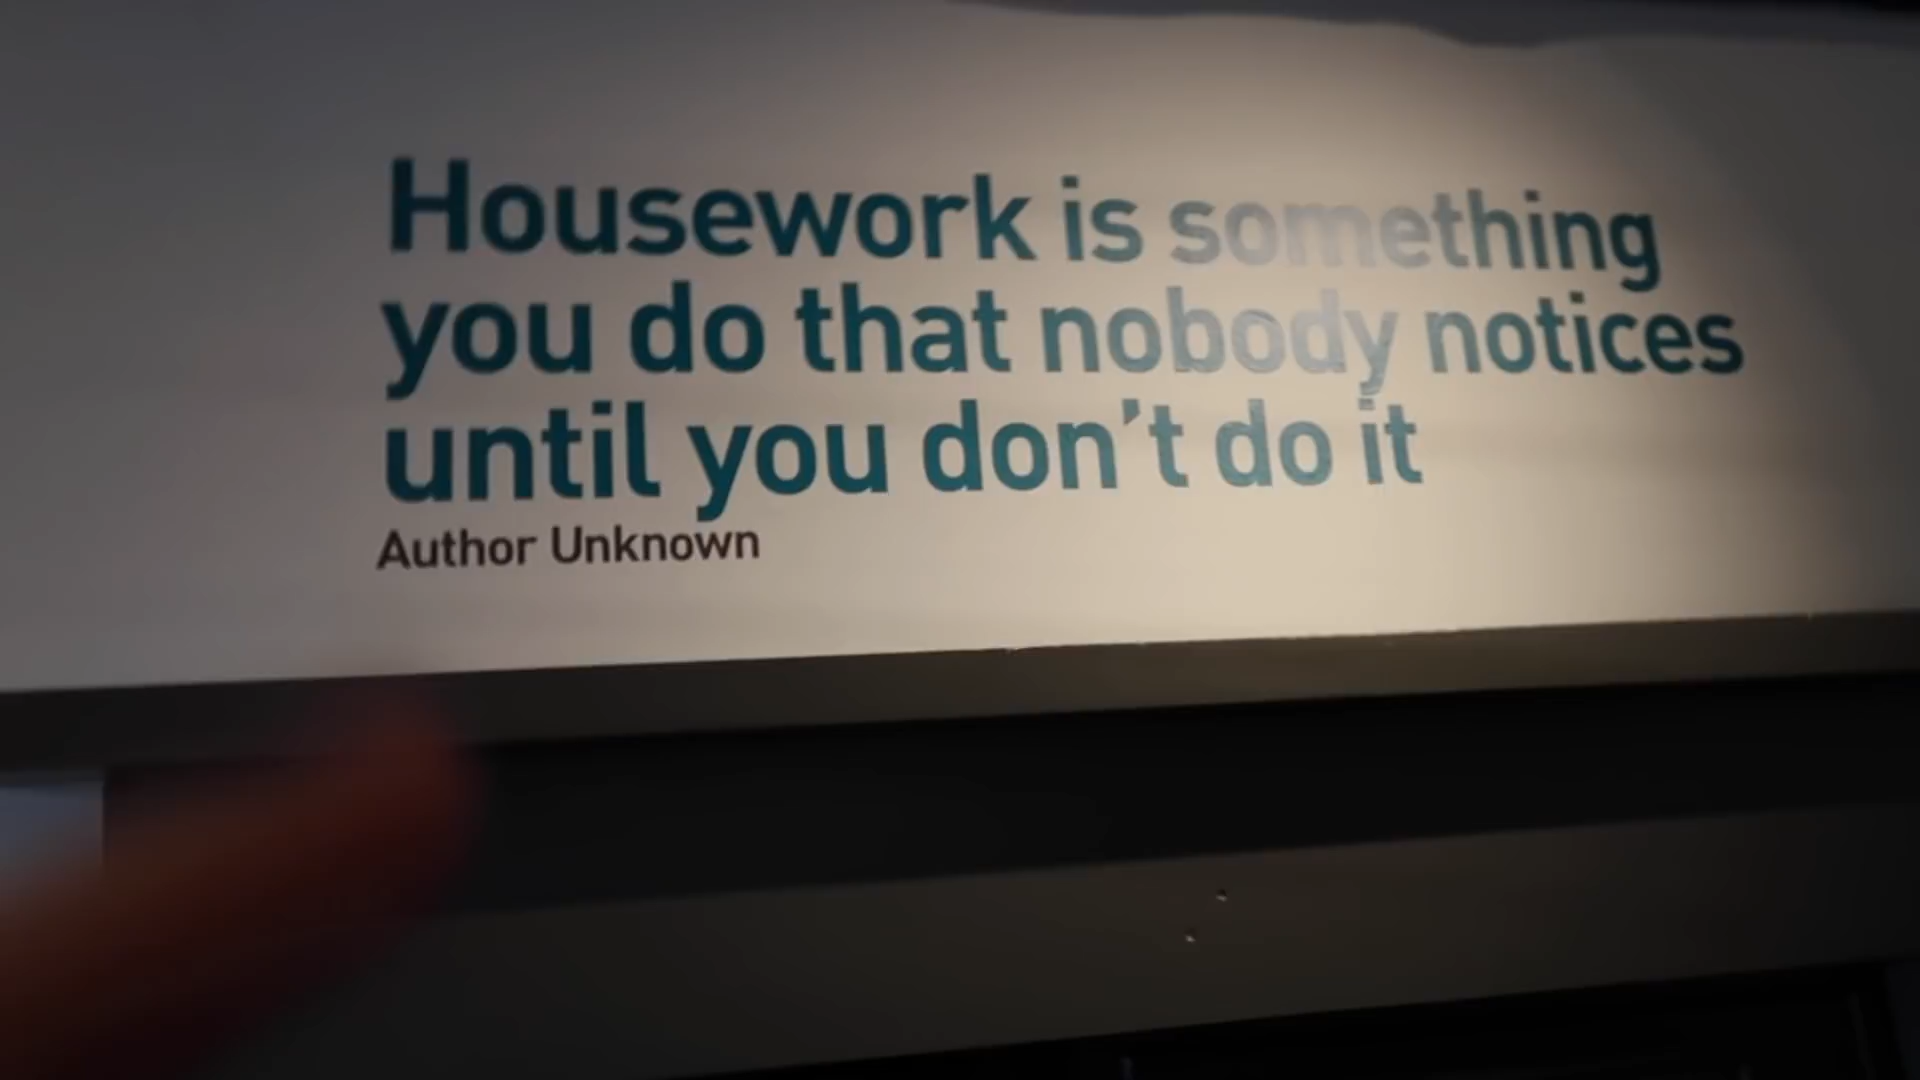 Housework is something
you do that nobody notices
until you don't do it
Author Unknown